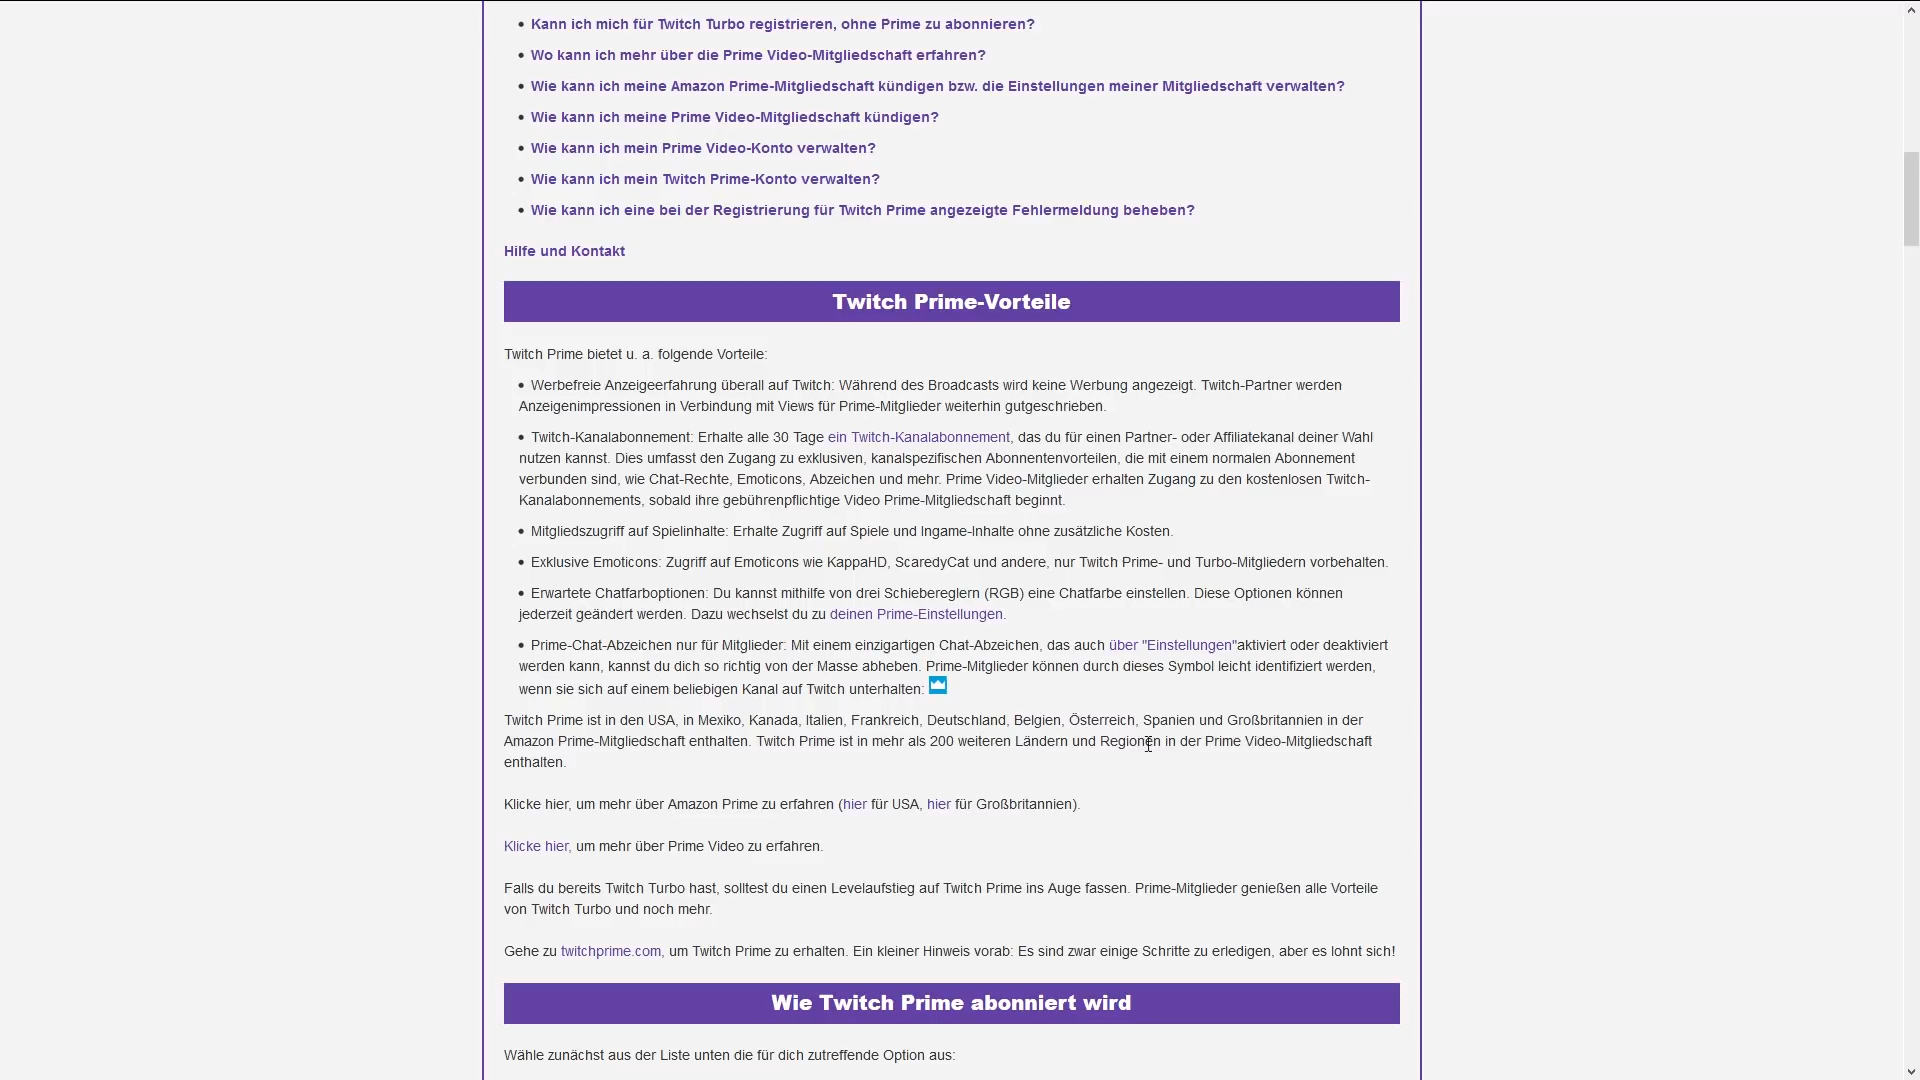 • Kann ich mich für Twitch Turbo registrieren, ohne Prime zu abonnieren?
• Wo kann ich mehr über die Prime Video-Mitgliedschaft erfahren?
• Wie kann ich meine Amazon Prime-Mitgliedschaft kündigen bzw. die Einstellungen meiner Mitgliedschaft verwalten?
• Wie kann ich meine Prime Video-Mitgliedschaft kündigen?
• Wie kann ich mein Prime Video-Konto verwalten?
• Wie kann ich mein Twitch Prime-Konto verwalten?
• Wie kann ich eine bei der Registrierung für Twitch Prime angezeigte Fehlermeldung beheben?
Hilfe und Kontakt
Twitch Prime-Vorteile
Twitch Prime bietet u. a. folgende Vorteile:
• Werbefreie Anzeigeerfahrung überall auf Twitch: Während des Broadcasts wird keine Werbung angezeigt. Twitch-Partner werden
Anzeigenimpressionen in Verbindung mit Views für Prime-Mitglieder weiterhin gutgeschrieben.
• Twitch-Kanalabonnement: Erhalte alle 30 Tage ein Twitch-Kanalabonnement, das du für einen Partner- oder Affiliatekanal deiner Wahl
nutzen kannst. Dies umfasst den Zugang zu exklusiven, kanalspezifischen Abonnentenvorteilen, die mit einem normalen Abonnement
verbunden sind, wie Chat-Rechte, Emoticons, Abzeichen und mehr. Prime Video-Mitglieder erhalten Zugang zu den kostenlosen Twitch-
Kanalabonnements, sobald ihre gebührenpflichtige Video Prime-Mitgliedschaft beginnt.
• Mitgliedszugriff auf Spielinhalte: Erhalte Zugriff auf Spiele und Ingame-Inhalte ohne zusätzliche Kosten.
• Exklusive Emoticons: Zugriff auf Emoticons wie KappaHD, ScaredyCat und andere, nur Twitch Prime- und Turbo-Mitgliedern vorbehalten.
• Erwartete Chatfarboptionen: Du kannst mithilfe von drei Schiebereglern (RGB) eine Chatfarbe einstellen. Diese Optionen können
jederzeit geändert werden. Dazu wechselst du zu deinen Prime-Einstellungen.
• Prime-Chat-Abzeichen nur für Mitglieder: Mit einem einzigartigen Chat-Abzeichen, das auch über "Einstellungen"aktiviert oder deaktiviert
werden kann, kannst du dich so richtig von der Masse abheben. Prime-Mitglieder können durch dieses Symbol leicht identifiziert werden,
wenn sie sich auf einem beliebigen Kanal auf Twitch unterhalten:
Twitch Prime ist in den USA, in Mexiko, Kanada, Italien, Frankreich, Deutschland, Belgien, Österreich, Spanien und Großbritannien in der
Amazon Prime-Mitgliedschaft enthalten. Twitch Prime ist in mehr als 200 weiteren Ländern und Regionen in der Prime Video-Mitgliedschaft
enthalten.
Klicke hier, um mehr über Amazon Prime zu erfahren (hier für USA, hier für Großbritannien).
Klicke hier, um mehr über Prime Video zu erfahren.
Falls du bereits Twitch Turbo hast, solltest du einen Levelaufstieg auf Twitch Prime ins Auge fassen. Prime-Mitglieder genießen alle Vorteile
von Twitch Turbo und noch mehr.
Gehe zu twitchprime.com, um Twitch Prime zu erhalten. Ein kleiner Hinweis vorab: Es sind zwar einige Schritte zu erledigen, aber es lohnt sich!
Wie Twitch Prime abonniert wird
Wähle zunächst aus der Liste unten die für dich zutreffende Option aus: